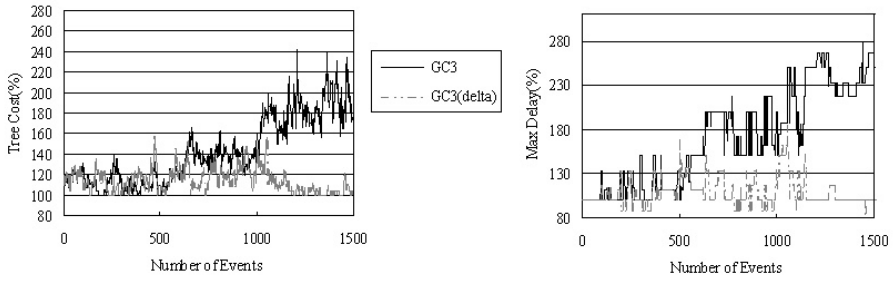 280
260
240
220
200
180
160
140
120
100
80
Tree Cost(%)
0 500 1000 1500
Number of Events
GC3
GC3(delta)
280
230
180
130
80
Max Delay(%)
0 500 1000 1500
Number of Events